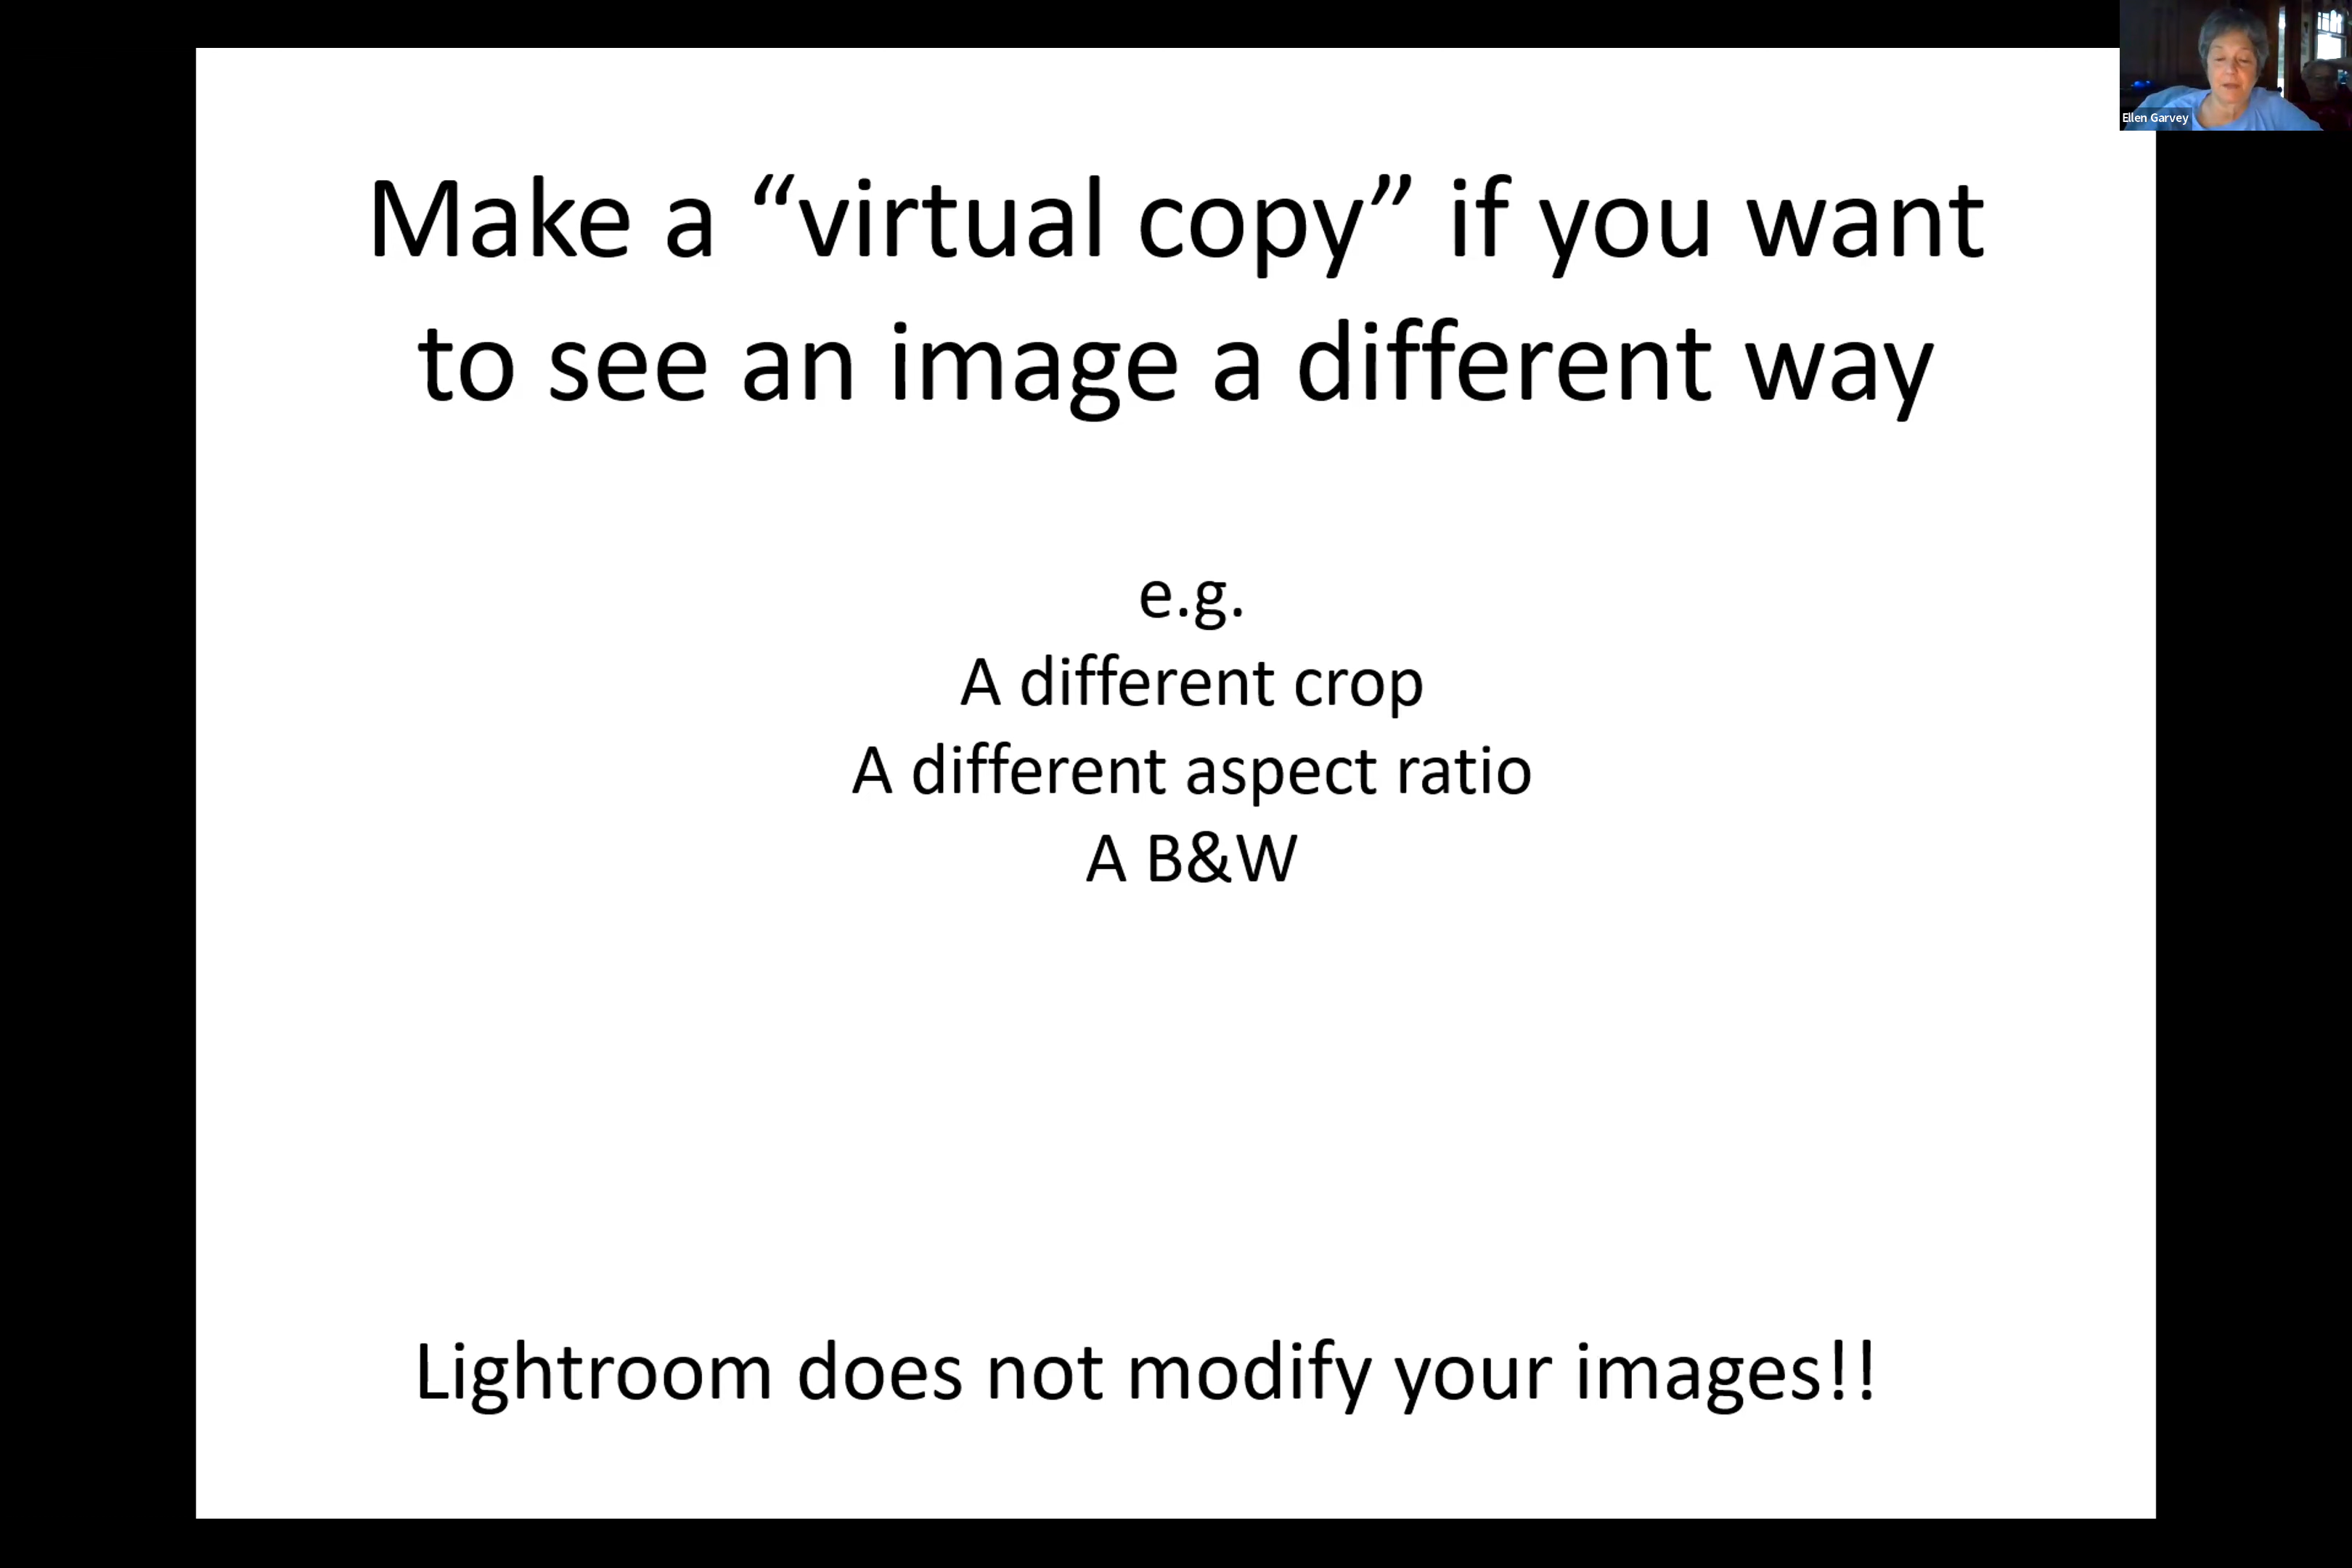 Ellen Garvey
Make a “virtual copy” if you want
to see an image a different way
e.g.
A different crop
A different aspect ratio
A B&W
Lightroom does not modify your images!!